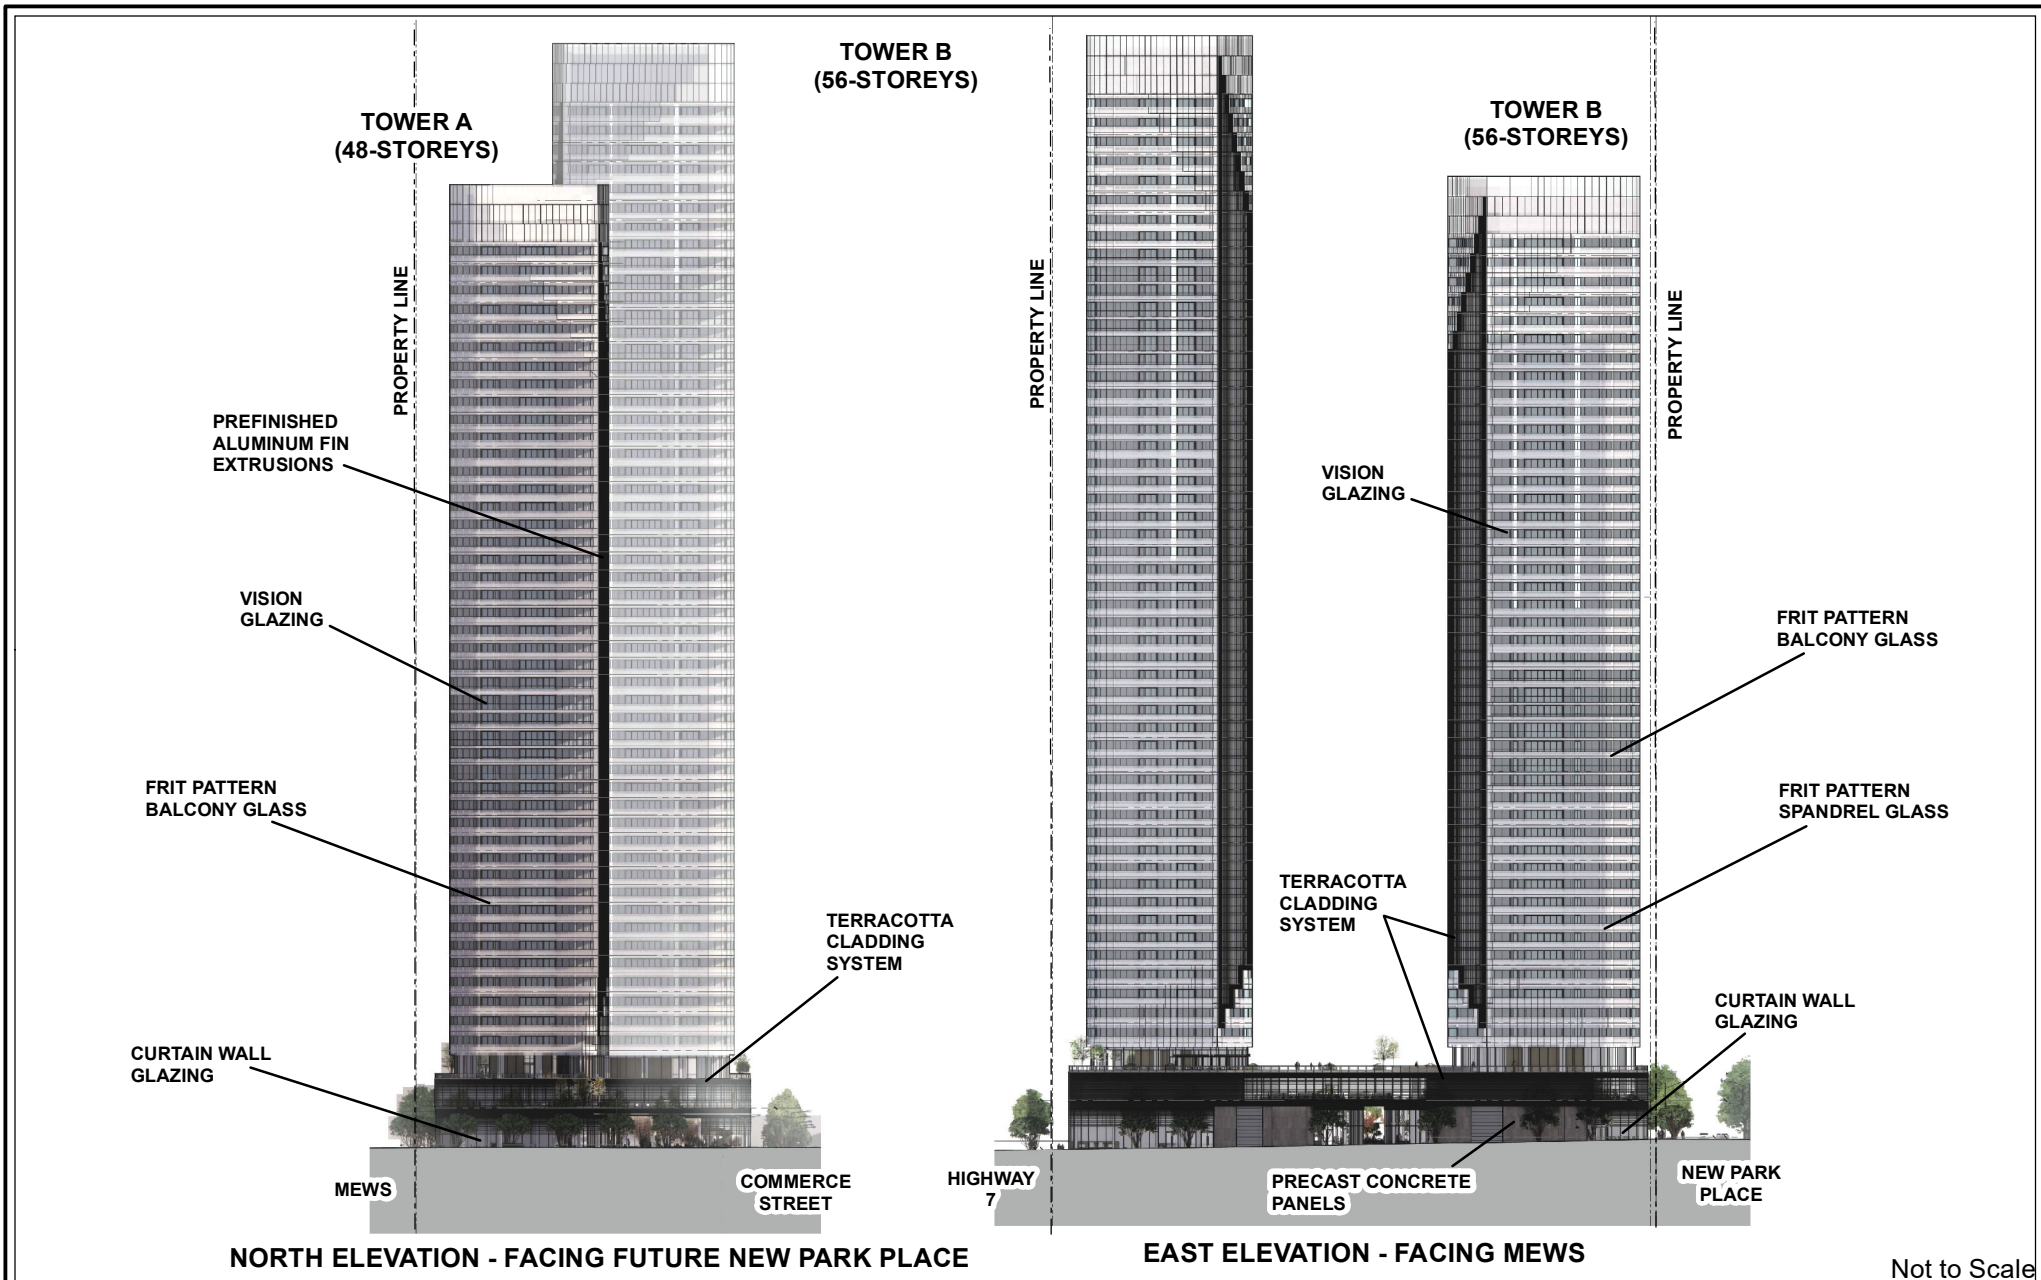 TOWER B
(56-STOREYS)
TOWER A
(48-STOREYS)
PROPERTY LINE
PREFINISHED
ALUMINUM FIN
EXTRUSIONS
VISION
GLAZING
FRIT PATTERN
BALCONY GLASS
TERRACOTTA
CLADDING
SYSTEM
CURTAIN WALL
GLAZING
MEWS
COMMERCE
STREET
NORTH ELEVATION - FACING FUTURE NEW PARK PLACE
TOWER B
(56-STOREYS)
PROPERTY LINE
PROPERTY LINE
VISION
GLAZING
FRIT PATTERN
BALCONY GLASS
FRIT PATTERN
SPANDREL GLASS
TERRACOTTA
CLADDING
SYSTEM
CURTAIN WALL
GLAZING
HIGHWAY
7
PRECAST CONCRETE
PANELS
NEW PARK
PLACE
EAST ELEVATION - FACING MEWS
Not to Scale